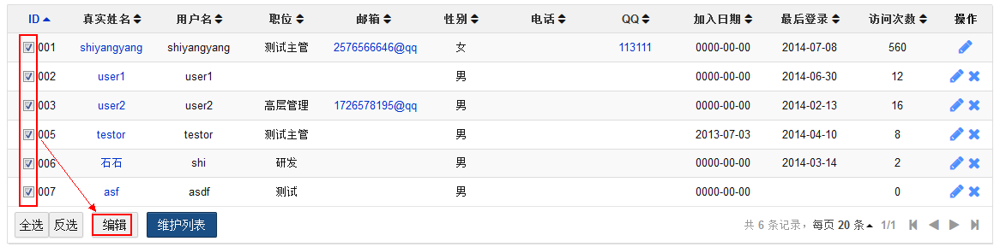 ID 真实姓名 用户名 职位 邮箱 性别 电话 QQ 加入日期 最后登录 访问次数 操作
001 shiyangyang shiyangyang 测试主管 2576566646@qq 女 113111 0000-00-00 2014-07-08 560
002 user1 user1 男 0000-00-00 2014-06-30 12
003 user2 user2 高层管理 1726578195@qq 男 0000-00-00 2014-02-13 16
005 testor testor 测试主管 男 2013-07-03 2014-04-10 8
006 石石 shi 研发 男 0000-00-00 2014-03-14 2
007 asf asdf 测试 男 0000-00-00 0
全选 反选 编辑 维护列表 共 6 条记录，每页 20 条 1/1